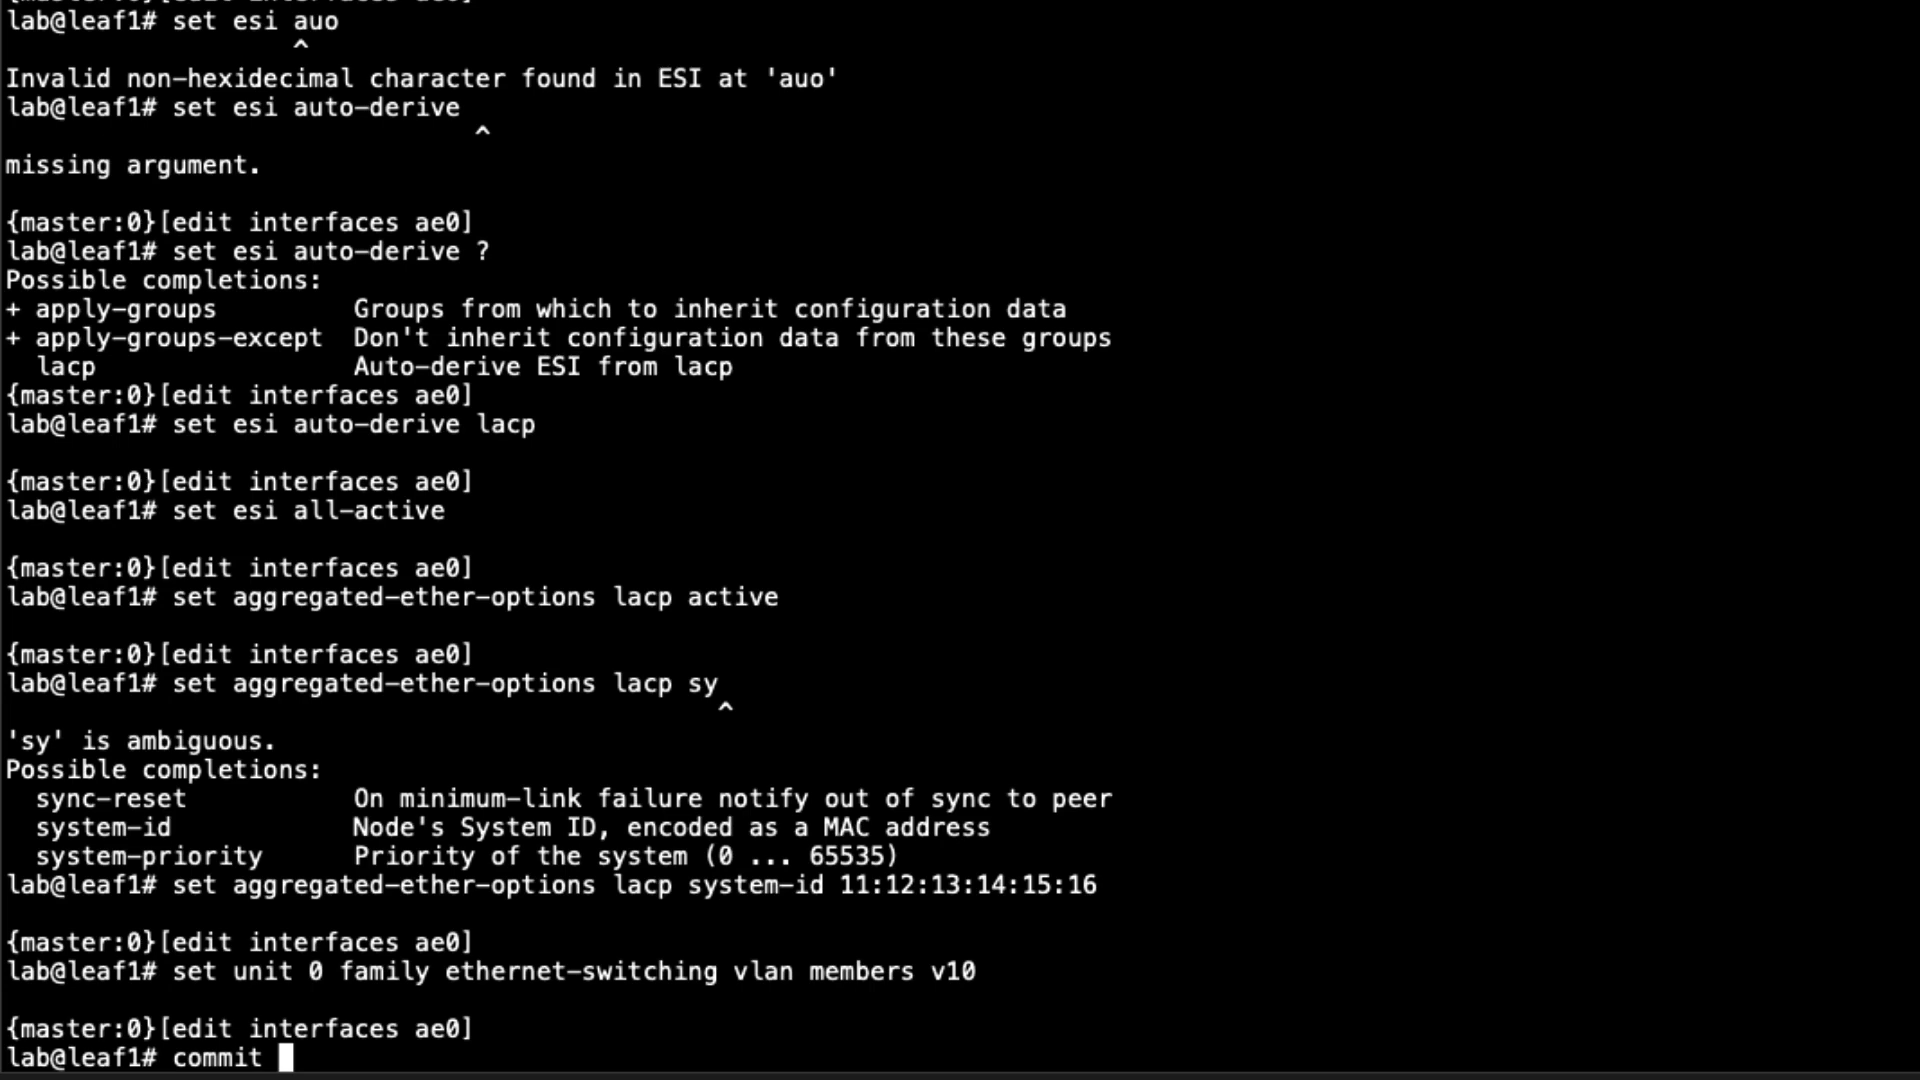 lab@leaf1# set esi auo
^
Invalid non-hexidecimal character found in ESI at 'auo'
lab@leaf1# set esi auto-derive
^
missing argument.
{master:0}[edit interfaces ae0]
lab@leaf1# set esi auto-derive ?
Possible completions:
+ apply-groups Groups from which to inherit configuration data
+ apply-groups-except Don't inherit configuration data from these groups
lacp Auto-derive ESI from lacp
{master:0}[edit interfaces ae0]
lab@leaf1# set esi auto-derive lacp
{master:0}[edit interfaces ae0]
lab@leaf1# set esi all-active
{master:0}[edit interfaces ae0]
lab@leaf1# set aggregated-ether-options lacp active
{master:0}[edit interfaces ae0]
lab@leaf1# set aggregated-ether-options lacp sy
^
'sy' is ambiguous.
Possible completions:
sync-reset On minimum-link failure notify out of sync to peer
system-id Node's System ID, encoded as a MAC address
system-priority Priority of the system (0 ... 65535)
lab@leaf1# set aggregated-ether-options lacp system-id 11:12:13:14:15:16
{master:0}[edit interfaces ae0]
lab@leaf1# set unit 0 family ethernet-switching vlan members v10
{master:0}[edit interfaces ae0]
lab@leaf1# commit